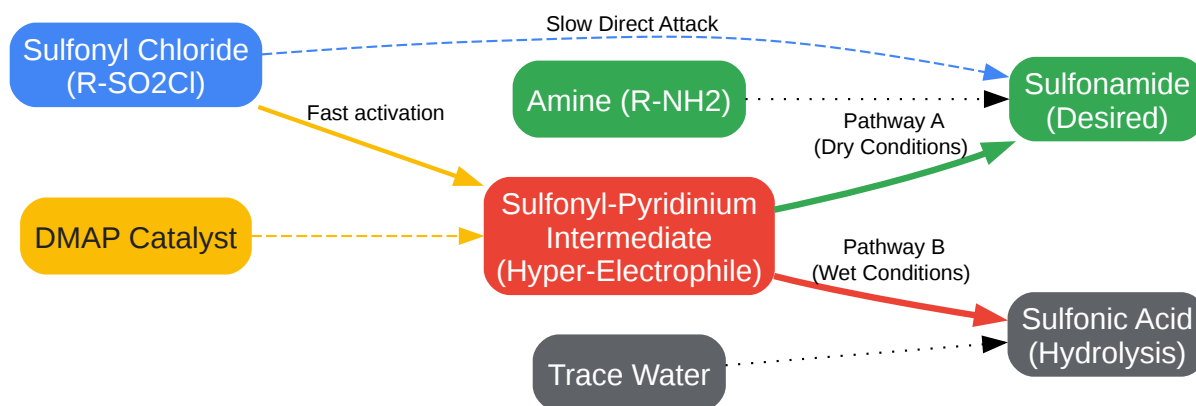 Slow Direct Attack
Sulfonyl Chloride
(R-SO2Cl)
Amine (R-NH2)
Sulfonamide
(Desired)
Fast activation
Pathway A
(Dry Conditions)
DMAP Catalyst
Sulfonyl-Pyridinium
Intermediate
(Hyper-Electrophile)
Pathway B
(Wet Conditions)
Trace Water
Sulfonic Acid
(Hydrolysis)